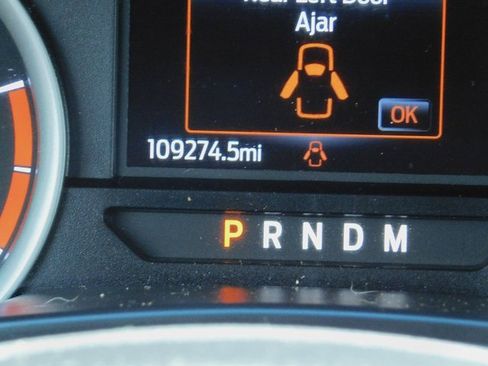 Rear Left Door
Ajar
OK
109274.5mi
P R N D M